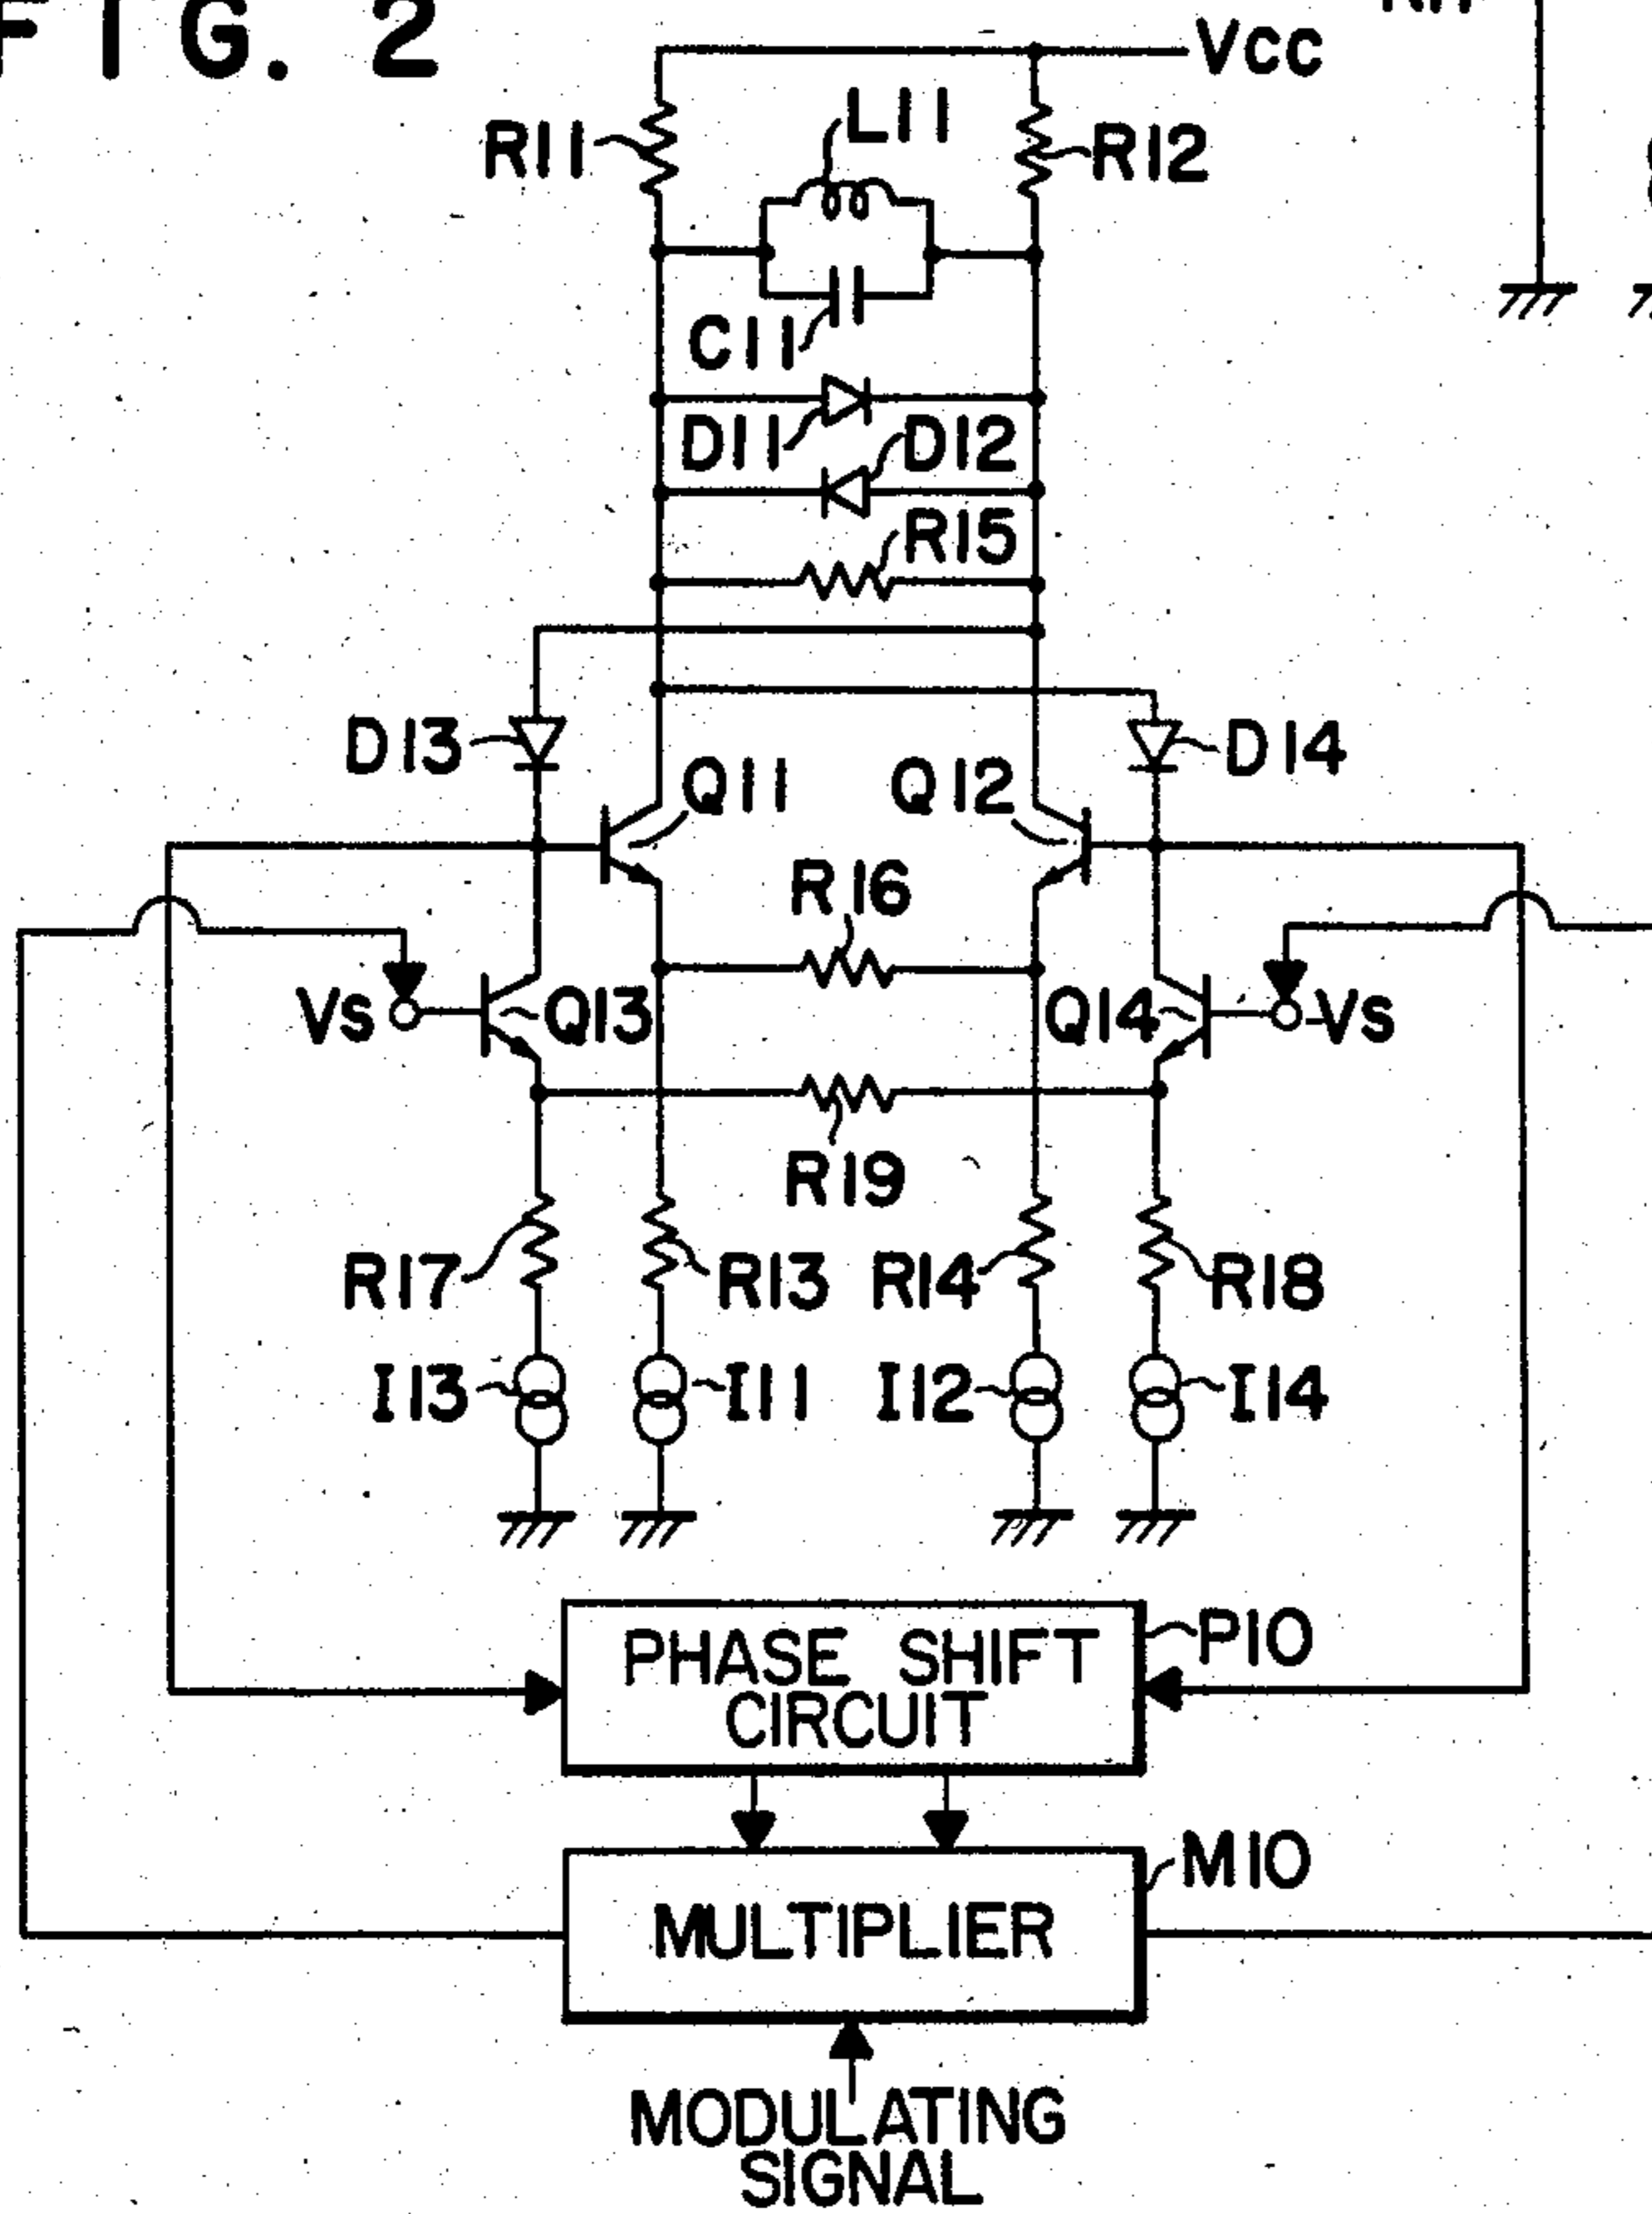 FIG. 2
VCC
R11
L11
R12
C11
D11
D12
R15
D13
Q11
Q12
D14
R16
VS
Q13
Q14
-VS
R19
R17
R13
R14
R18
I13
I11
I12
I14
PHASE SHIFT
CIRCUIT
P10
M10
MULTIPLIER
MODULATING
SIGNAL